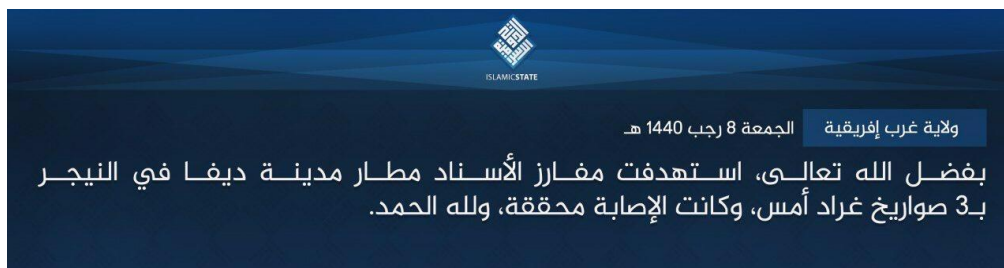 ISLAMICSTATE
ولاية غرب إفريقية الجمعة 8 رجب 1440 هـ
بفضل الله تعالى، استهدفت مفارز الأسناد مطار مدينة ديفا في النيجر
بـ3 صواريخ غراد أمس، وكانت الإصابة محققة، ولله الحمد.